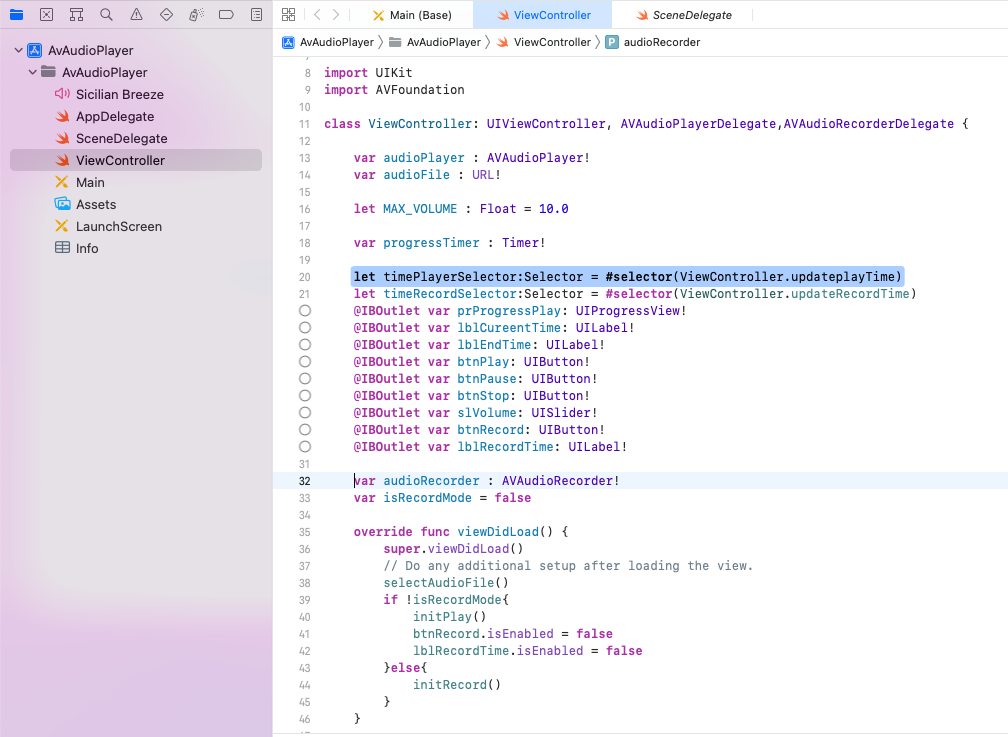 Main (Base)
ViewController
SceneDelegate
AvAudioPlayer
AvAudioPlayer
Sicilian Breeze
AppDelegate
SceneDelegate
ViewController
Main
Assets
LaunchScreen
Info
AvAudioPlayer 〉 AvAudioPlayer 〉 ViewController 〉 P audioRecorder
8 import UIKit
9 import AVFoundation
10
11 class ViewController: UIViewController, AVAudioPlayerDelegate,AVAudioRecorderDelegate {
12
13 var audioPlayer : AVAudioPlayer!
14 var audioFile : URL!
15
16 let MAX_VOLUME : Float = 10.0
17
18 var progressTimer : Timer!
19
20 let timePlayerSelector:Selector = #selector(ViewController.updateplayTime)
21 let timeRecordSelector:Selector = #selector(ViewController.updateRecordTime)
@IBOutlet var prProgressPlay: UIProgressView!
@IBOutlet var lblCureentTime: UILabel!
@IBOutlet var lblEndTime: UILabel!
@IBOutlet var btnPlay: UIButton!
@IBOutlet var btnPause: UIButton!
@IBOutlet var btnStop: UIButton!
@IBOutlet var slVolume: UISlider!
@IBOutlet var btnRecord: UIButton!
@IBOutlet var lblRecordTime: UILabel!
31
32 var audioRecorder : AVAudioRecorder!
33 var isRecordMode = false
34
35 override func viewDidLoad() {
36 super.viewDidLoad()
37 // Do any additional setup after loading the view.
38 selectAudioFile()
39 if !isRecordMode{
40 initPlay()
41 btnRecord.isEnabled = false
42 lblRecordTime.isEnabled = false
43 }else{
44 initRecord()
45 }
46 }